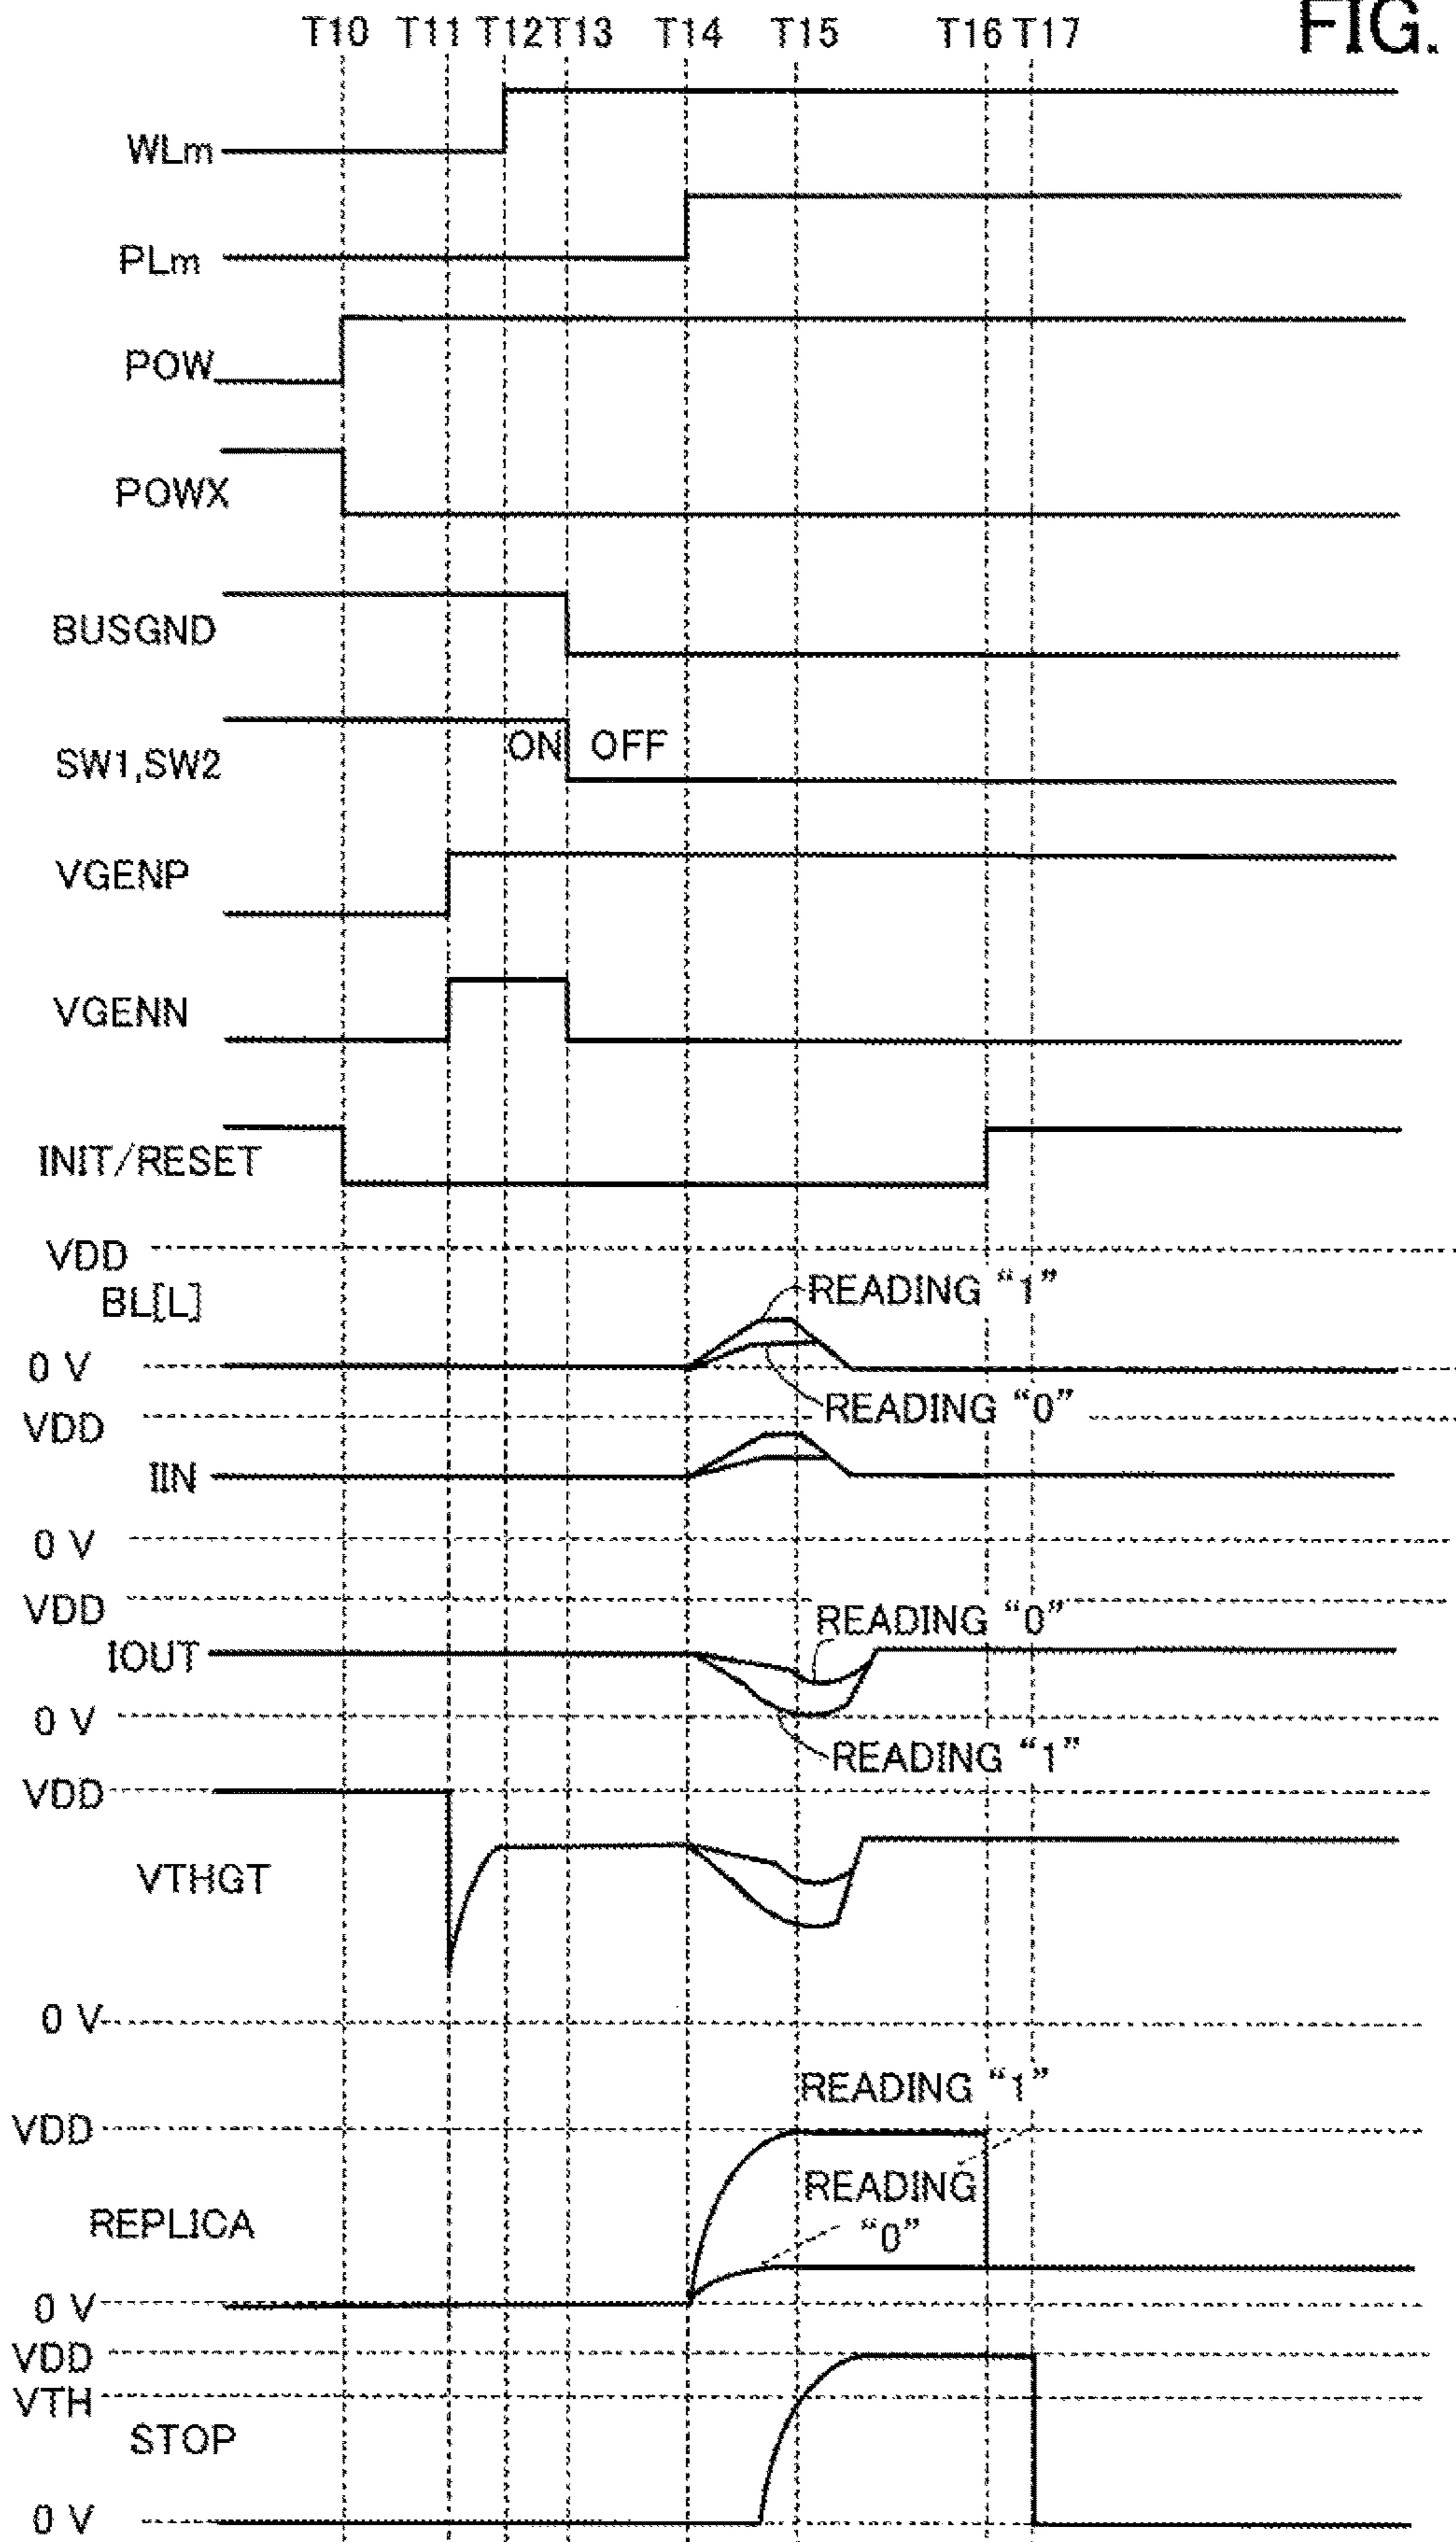 FIG.
T10 T11 T12 T13 T14 T15 T16 T17
WLm
PLm
POW
POWX
BUSGND
SW1,SW2 ON OFF
VGENP
VGENN
INIT/RESET
VDD
BL[L] READING “1”
0 V
READING “0”
VDD
IIN
0 V
VDD
READING “0”
IOUT
0 V
READING “1”
VDD
VTHGT
0 V
READING “1”
VDD
READING
“0”
REPLICA
0 V
VDD
VTH
STOP
0 V